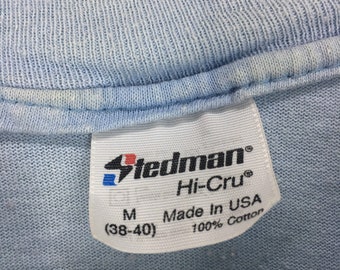 Stedman®
Hi-Cru®
M Made In USA
(38-40) 100% Cotton